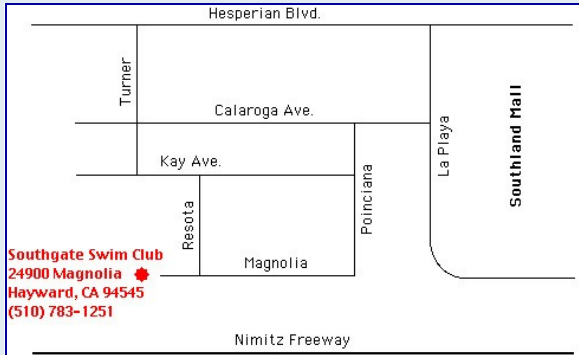 Hesperian Blvd.
Turner
Calaroga Ave.
La Playa
Southland Mall
Kay Ave.
Poinciana
Resota
Magnolia
Southgate Swim Club
24900 Magnolia
Hayward, CA 94545
(510) 783-1251
Nimitz Freeway